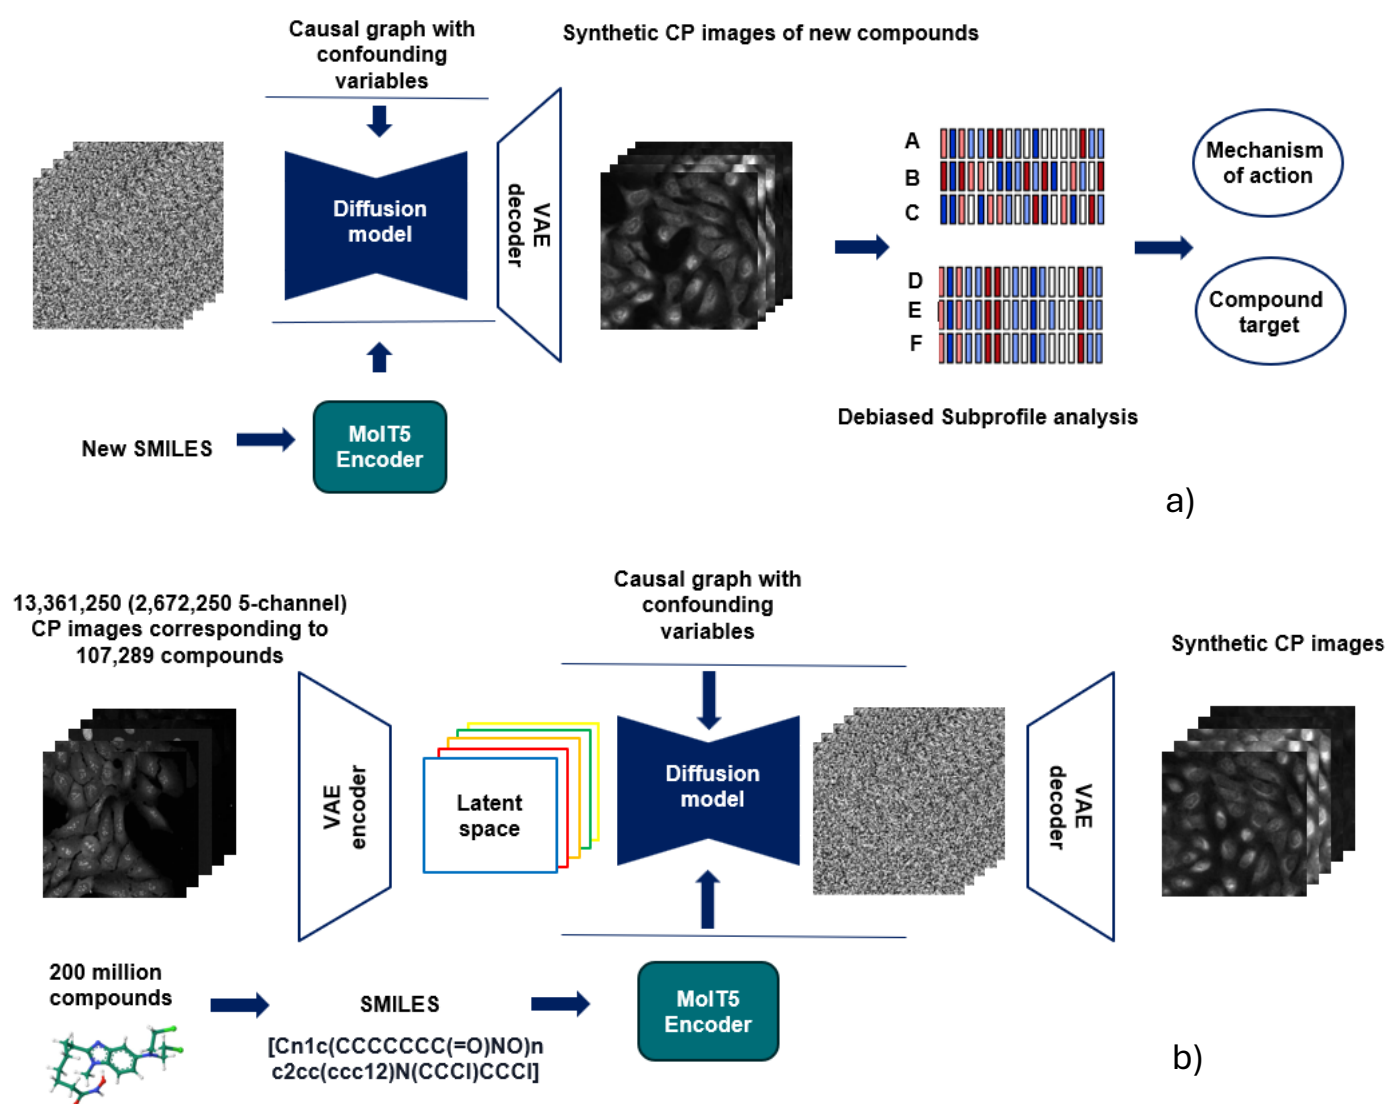 Causal graph with
confounding
variables
Synthetic CP images of new compounds
Diffusion
model
VAE
decoder
A
B
C
D
E
F
Mechanism
of action
Compound
target
Debiased Subprofile analysis
New SMILES
MolT5
Encoder
a)
Causal graph with
confounding
variables
13,361,250 (2,672,250 5-channel)
CP images corresponding to
107,289 compounds
Synthetic CP images
VAE
encoder
Latent
space
Diffusion
model
VAE
decoder
200 million
compounds
SMILES
[Cn1c(CCCCCCC(=O)NO)n
c2cc(ccc12)N(CCCl)CCCl]
MolT5
Encoder
b)